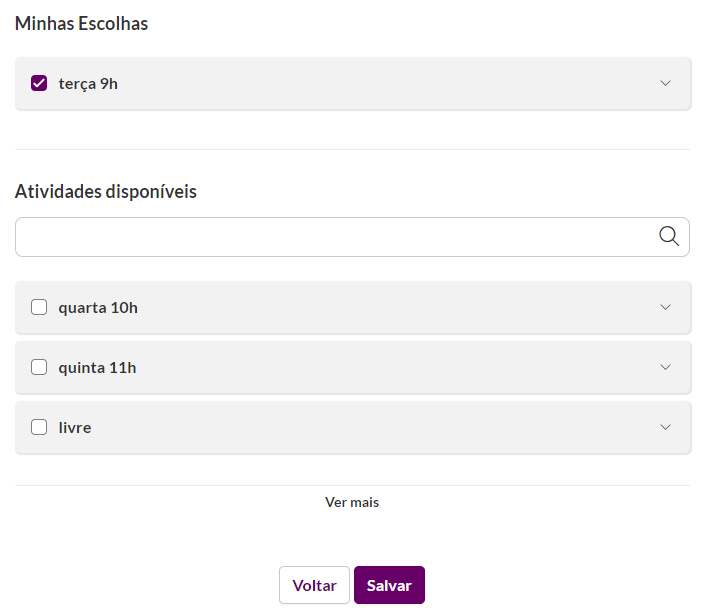 Minhas Escolhas
terça 9h
Atividades disponíveis
quarta 10h
quinta 11h
livre
Ver mais
Voltar Salvar